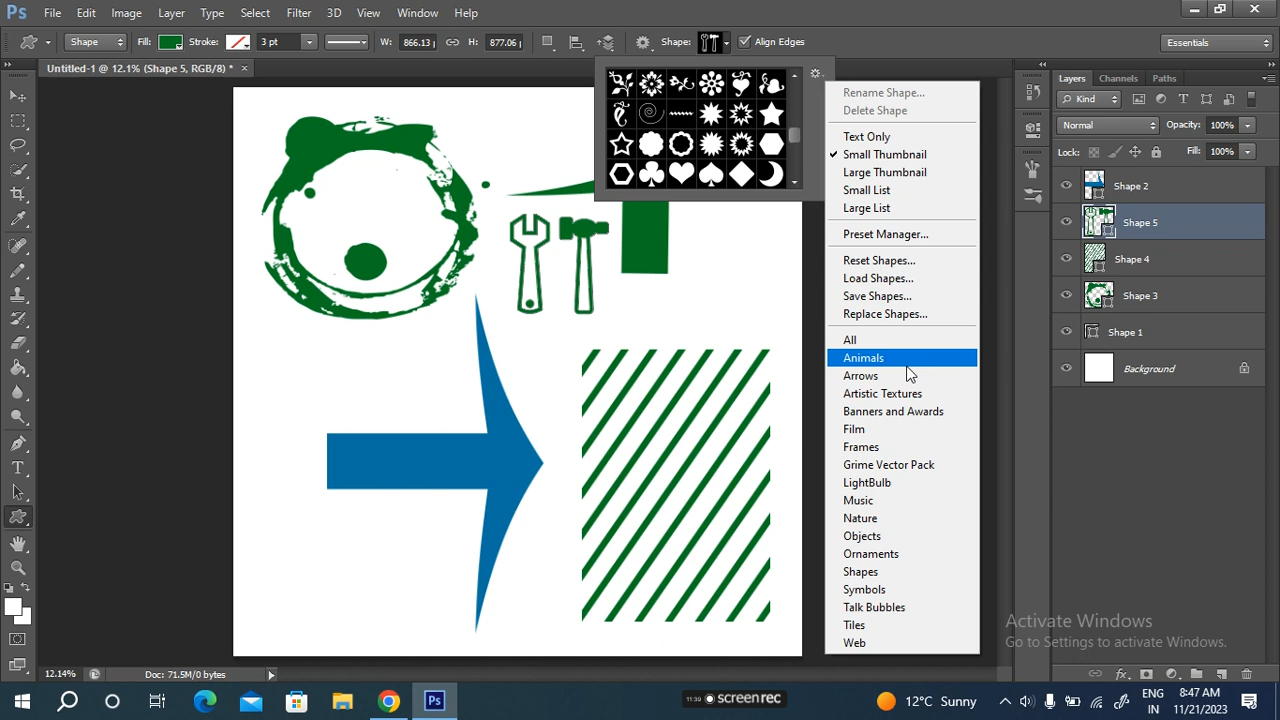 Ps File Edit Image Layer Type Select Filter 3D View Window Help
Shape Fill: Stroke: 3 pt W: 866.13 H: 877.06 Shape: Align Edges Essentials
Untitled-1 @ 12.1% (Shape 5, RGB/8) * ×
Rename Shape...
Delete Shape
Text Only
Small Thumbnail
Large Thumbnail
Small List
Large List
Preset Manager...
Reset Shapes...
Load Shapes...
Save Shapes...
Replace Shapes...
All
Animals
Arrows
Artistic Textures
Banners and Awards
Film
Frames
Grime Vector Pack
LightBulb
Music
Nature
Objects
Ornaments
Shapes
Symbols
Talk Bubbles
Tiles
Web
Layers Channels Paths
Kind
Normal Opacity: 100%
Lock: Fill: 100%
Shape 2
Shape 5
Shape 4
Shape 3
Shape 1
Background
Activate Windows
Go to Settings to activate Windows.
12.14% Doc: 71.5M/0 bytes
Ps
11:39 screenrec
12°C Sunny
ENG
IN
8:47 AM
11/21/2023